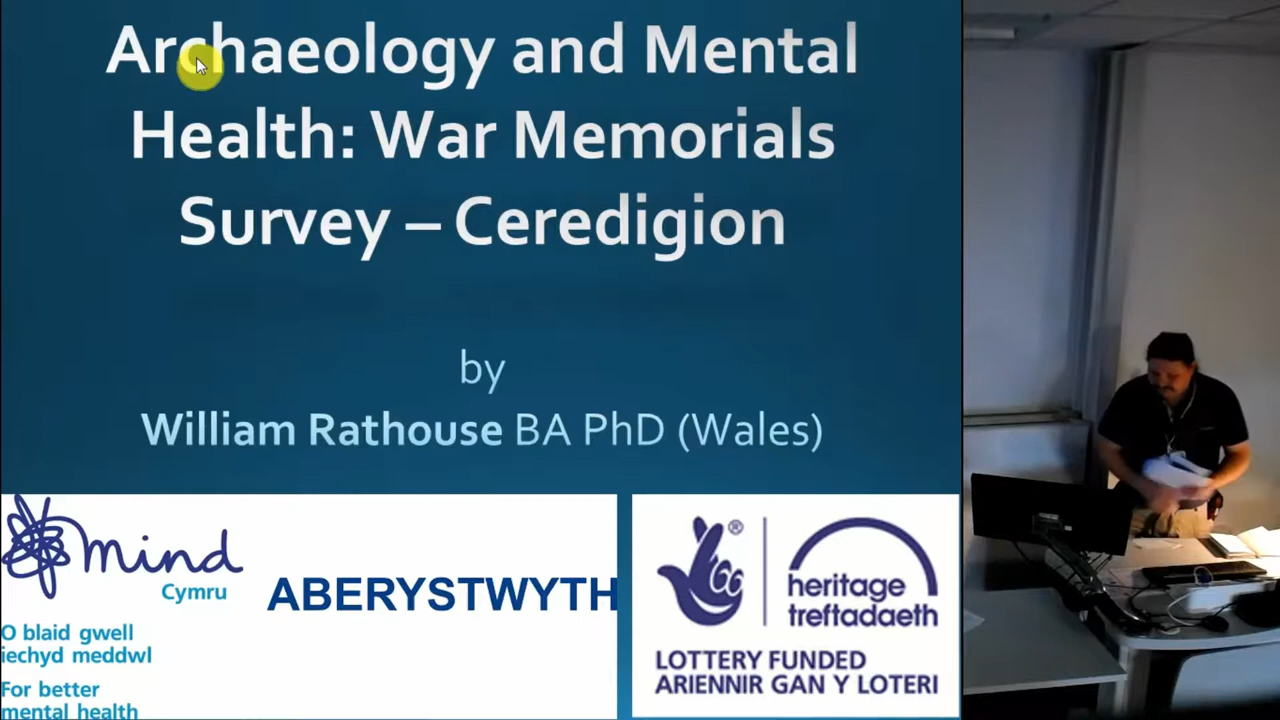 Archaeology and Mental
Health: War Memorials
Survey – Ceredigion
by
William Rathouse BA PhD (Wales)
mind
Cymru
ABERYSTWYTH
O blaid gwell
iechyd meddwl
For better
mental health
®
heritage
treftadaeth
LOTTERY FUNDED
ARIENNIR GAN Y LOTERI